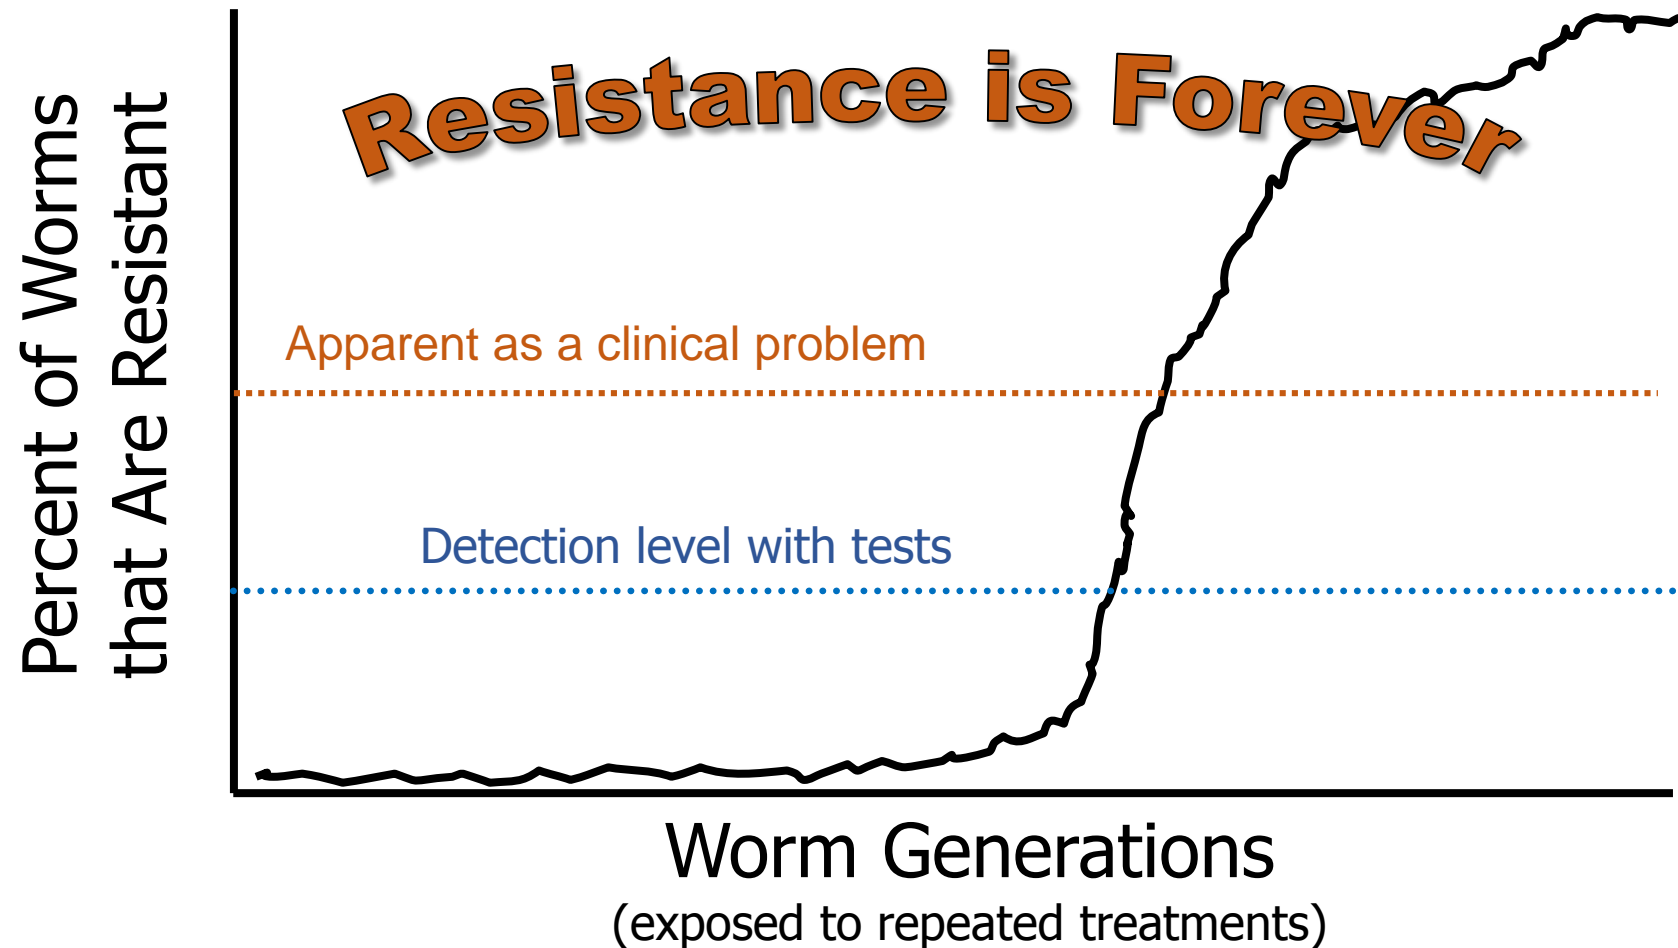 Resistance is Forever
Percent of Worms
that Are Resistant
Apparent as a clinical problem
Detection level with tests
Worm Generations
(exposed to repeated treatments)